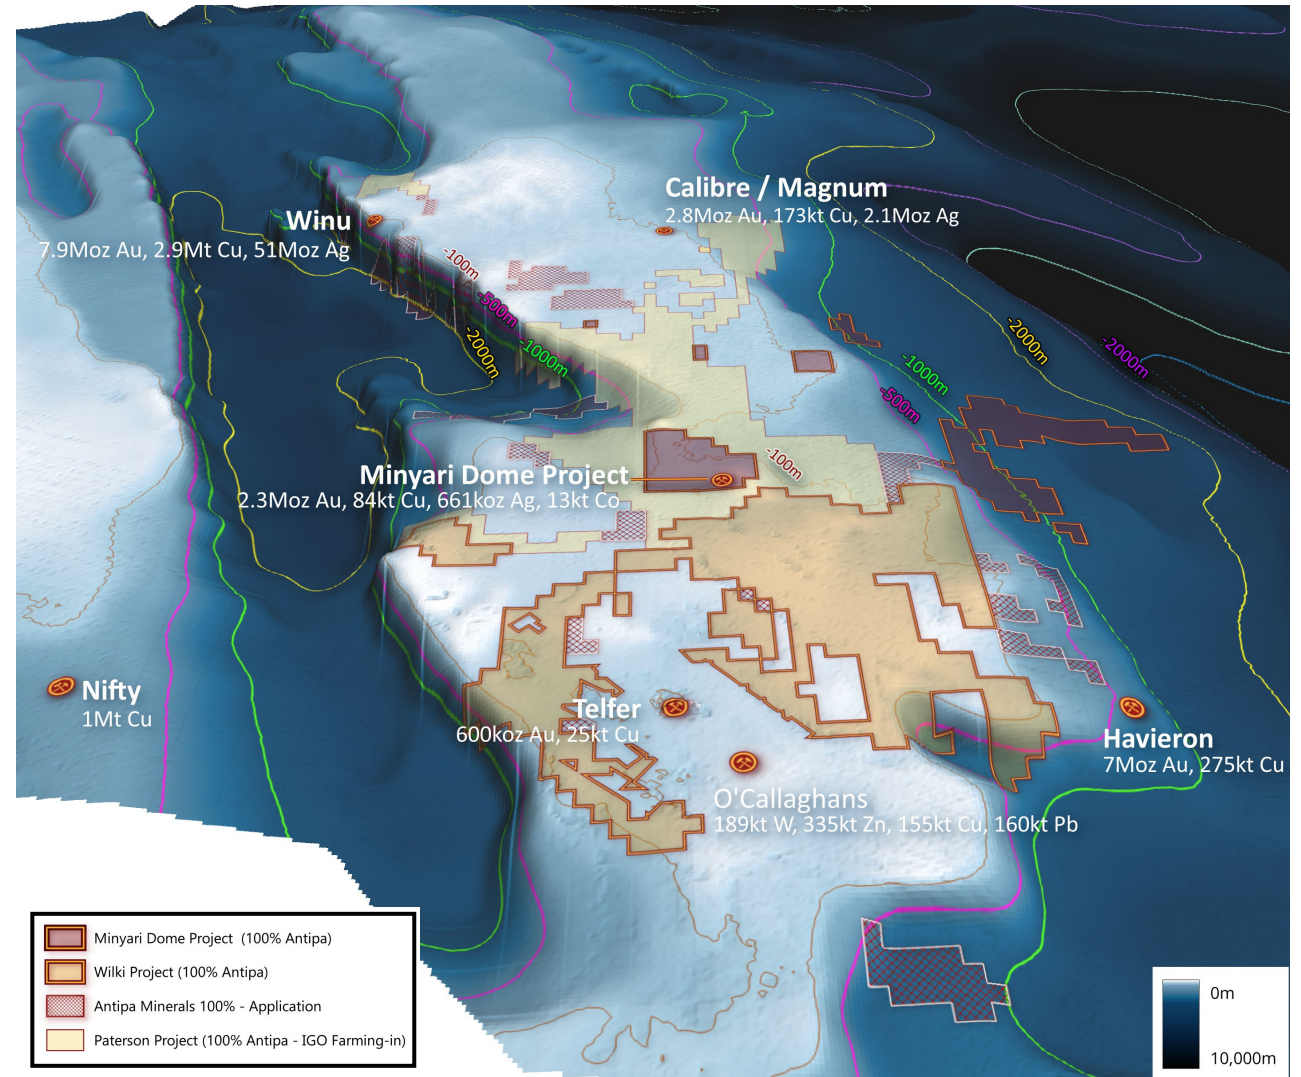 Calibre / Magnum
2.8Moz Au, 173kt Cu, 2.1Moz Ag
Winu
7.9Moz Au, 2.9Mt Cu, 51Moz Ag
-100m
-500m
-2000m
-1000m
-2000m
-2000m
-1000m
-500m
-100m
Minyari Dome Project
2.3Moz Au, 84kt Cu, 661koz Ag, 13kt Co
Nifty
1Mt Cu
Telfer
600koz Au, 25kt Cu
Havieron
7Moz Au, 275kt Cu
O'Callaghans
189kt W, 335kt Zn, 155kt Cu, 160kt Pb
Minyari Dome Project (100% Antipa)
Wilki Project (100% Antipa)
Antipa Minerals 100% - Application
Paterson Project (100% Antipa - IGO Farming-in)
0m
10,000m